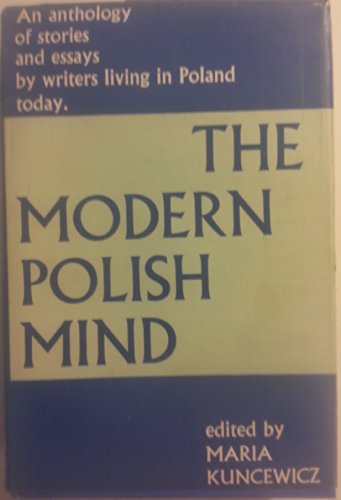 An anthology
of stories
and essays
by writers living in Poland
today.
THE
MODERN
POLISH
MIND
edited by
MARIA
KUNCEWICZ